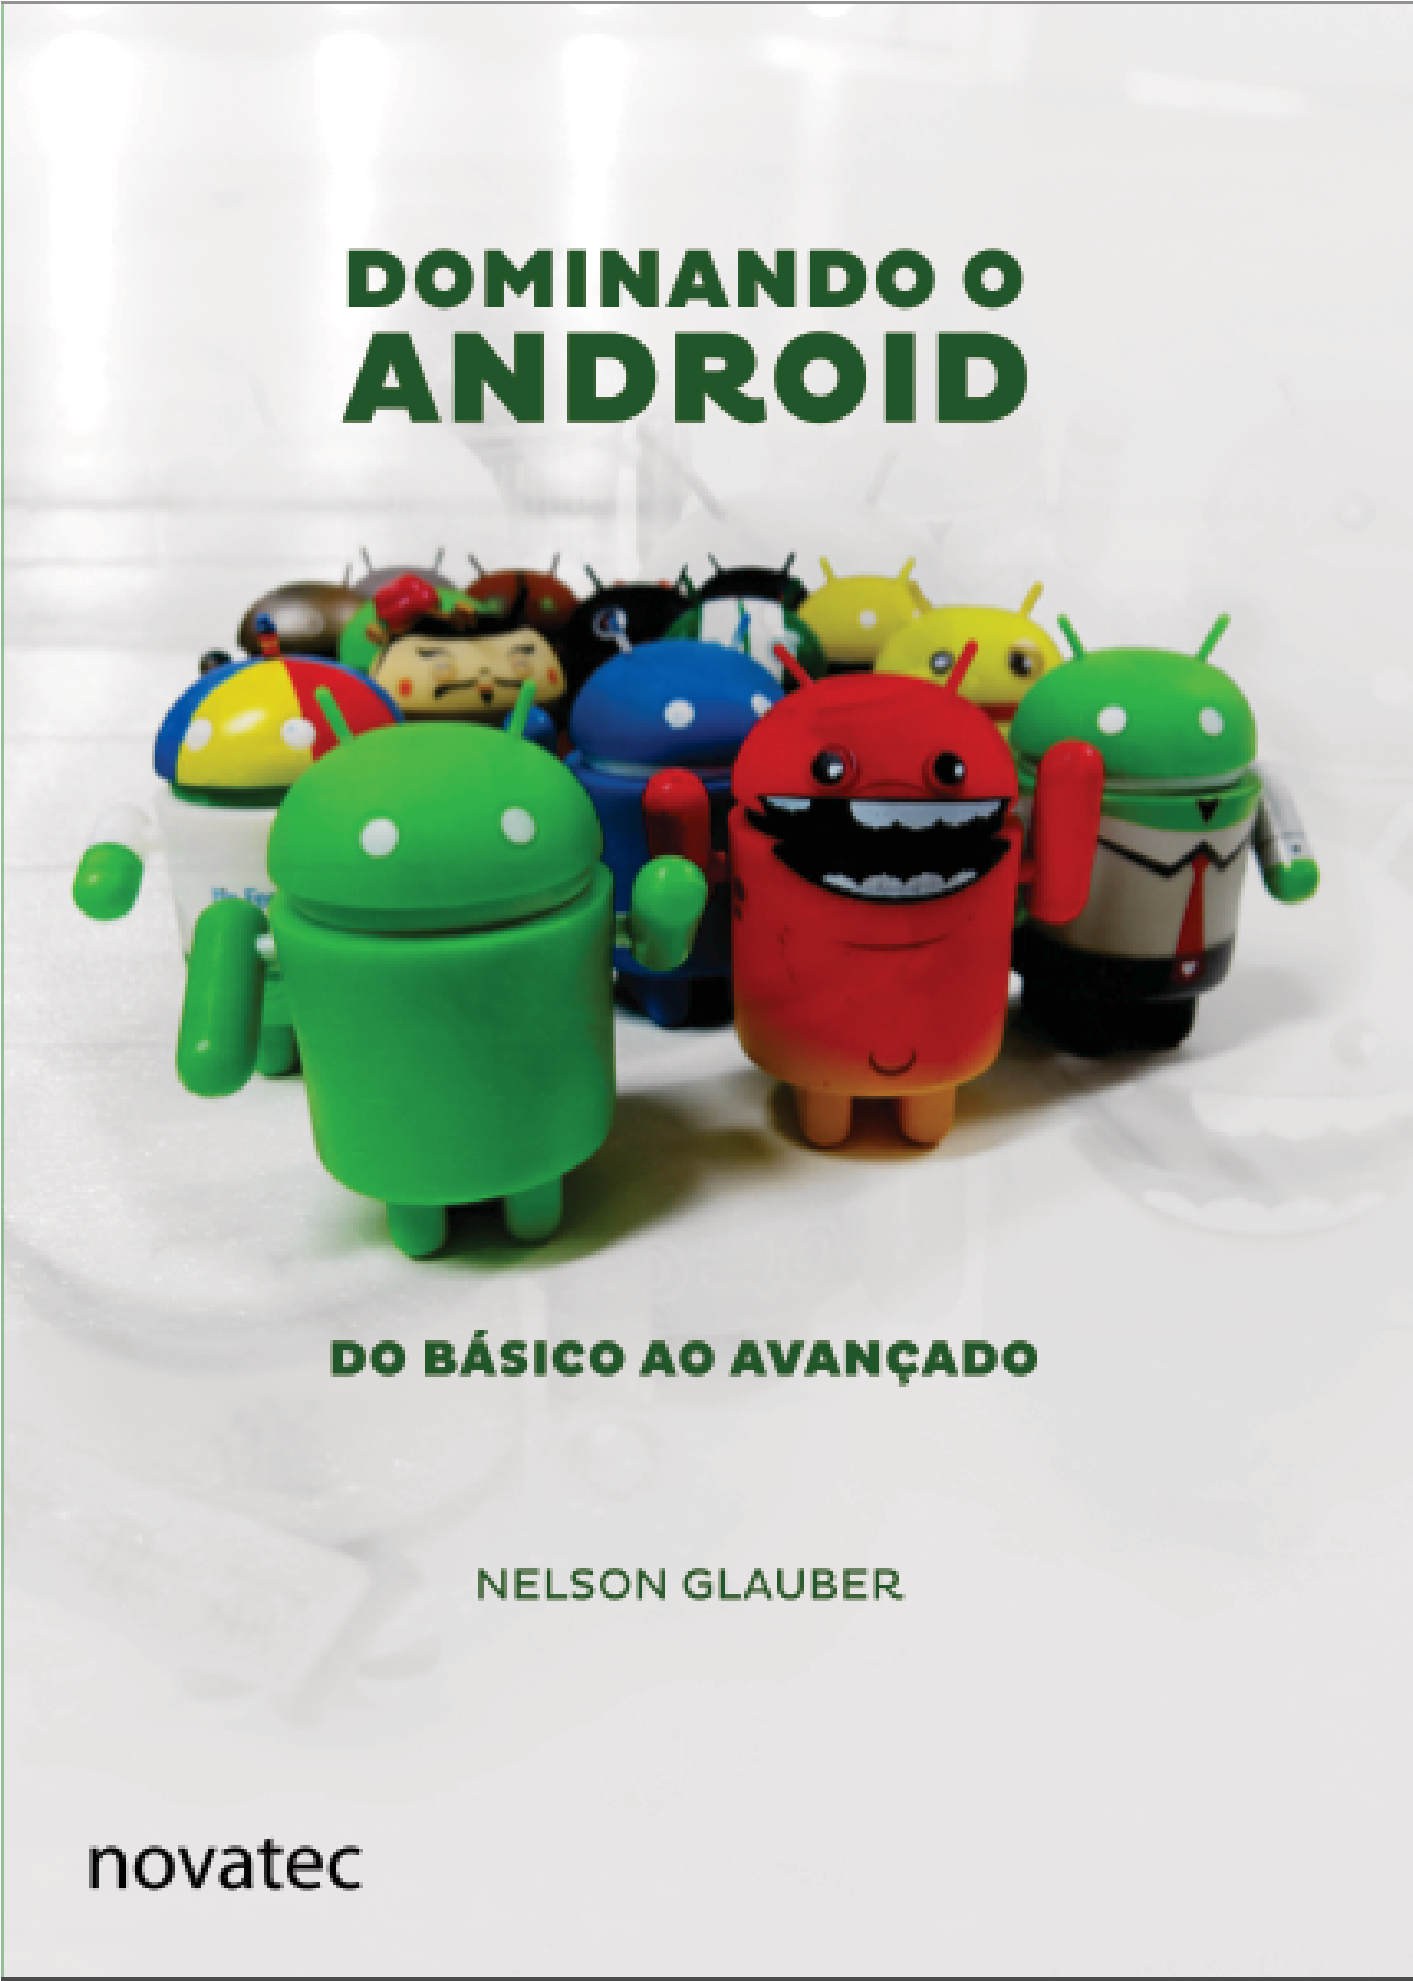 DOMINANDO O
ANDROID
DO BÁSICO AO AVANÇADO
NELSON GLAUBER
novatec